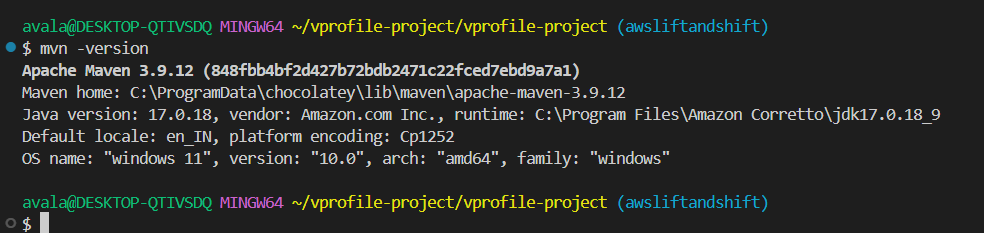 avala@DESKTOP-QTIVSDQ MINGW64 ~/vprofile-project/vprofile-project (awsliftandshift)
$ mvn -version
Apache Maven 3.9.12 (848fbb4bf2d427b72bdb2471c22fced7ebd9a7a1)
Maven home: C:\ProgramData\chocolatey\lib\maven\apache-maven-3.9.12
Java version: 17.0.18, vendor: Amazon.com Inc., runtime: C:\Program Files\Amazon Corretto\jdk17.0.18_9
Default locale: en_IN, platform encoding: Cp1252
OS name: "windows 11", version: "10.0", arch: "amd64", family: "windows"
avala@DESKTOP-QTIVSDQ MINGW64 ~/vprofile-project/vprofile-project (awsliftandshift)
$